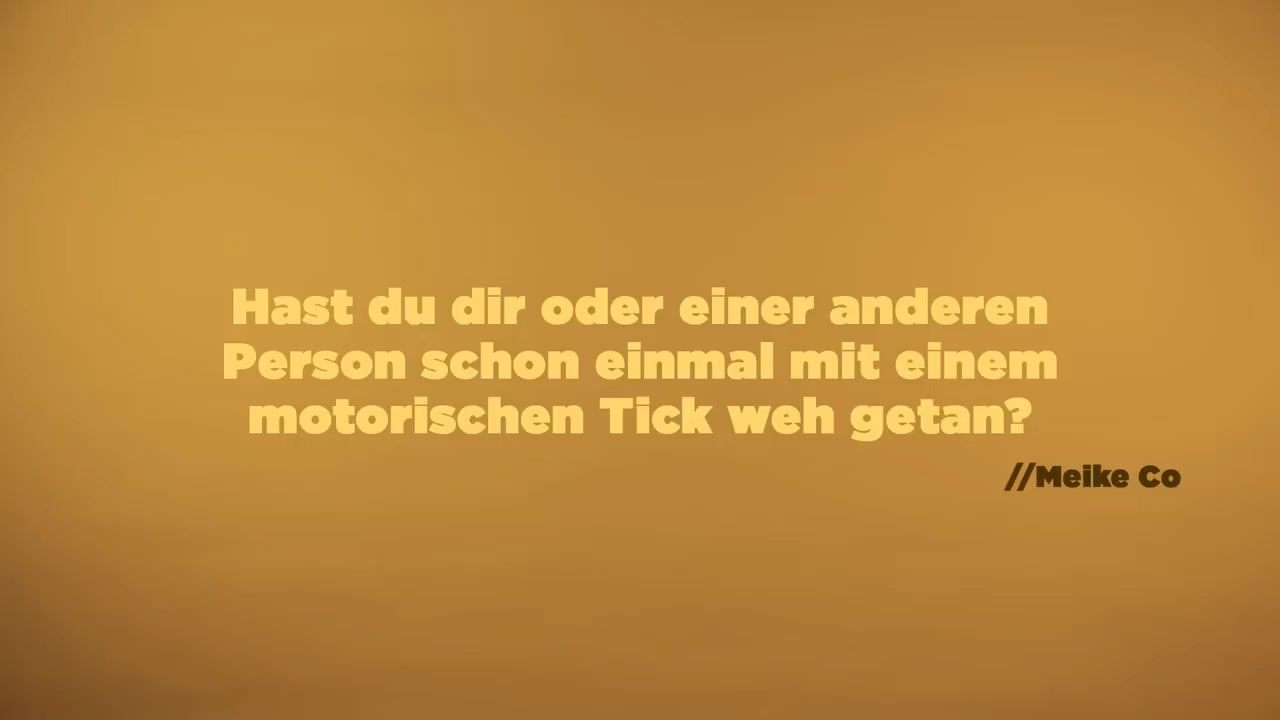 Hast du dir oder einer anderen
Person schon einmal mit einem
motorischen Tick weh getan?
//Meike Co